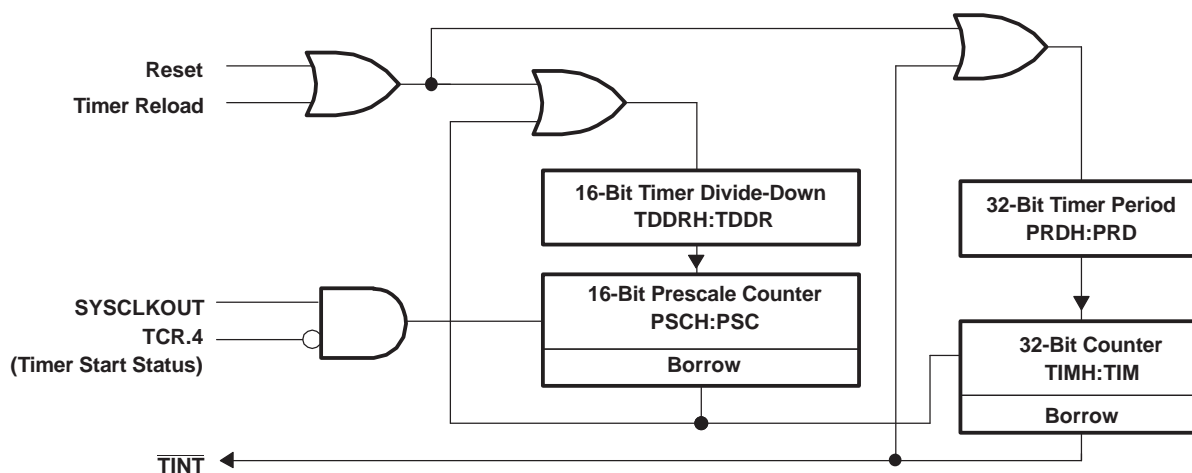 Reset
Timer Reload
16-Bit Timer Divide-Down
TDDRH:TDDR
32-Bit Timer Period
PRDH:PRD
SYSCLKOUT
TCR.4
(Timer Start Status)
16-Bit Prescale Counter
PSCH:PSC
Borrow
32-Bit Counter
TIMH:TIM
Borrow
TINT